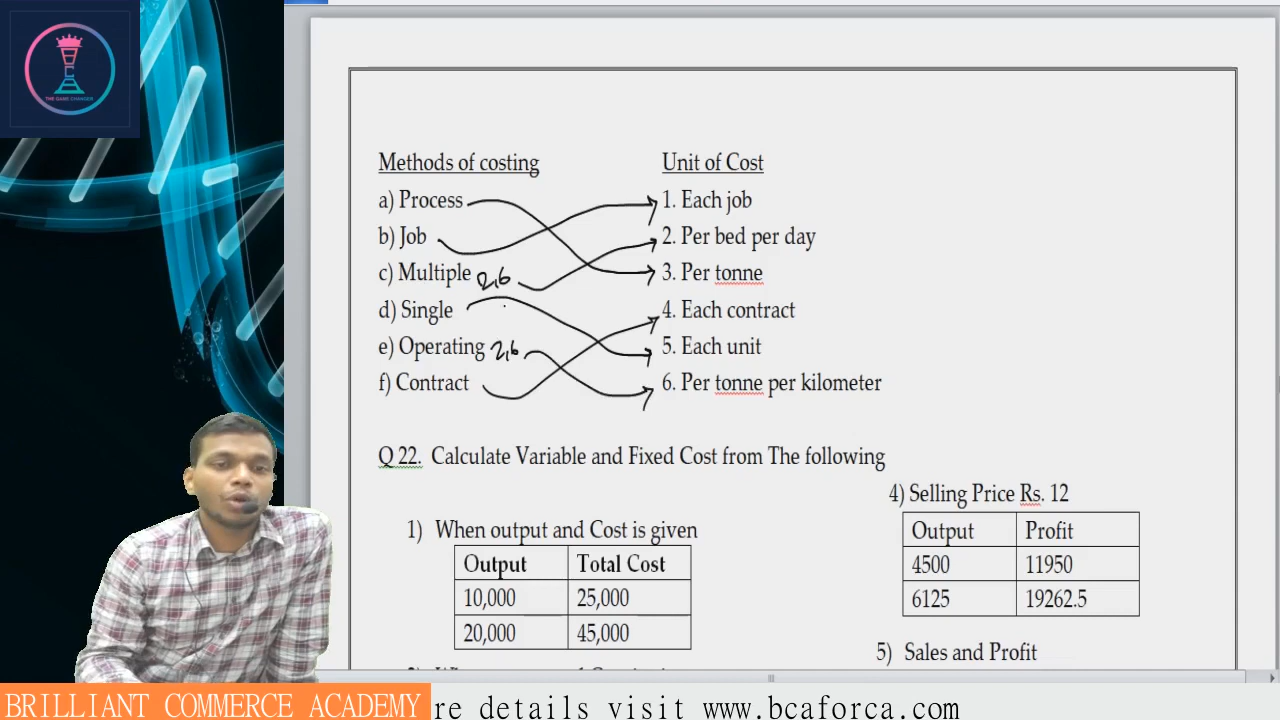 THE GAME CHANGER
Methods of costing Unit of Cost
a) Process 1. Each job
b) Job 2. Per bed per day
c) Multiple 2,6 3. Per tonne
d) Single 4. Each contract
e) Operating 2,6 5. Each unit
f) Contract 6. Per tonne per kilometer
Q 22. Calculate Variable and Fixed Cost from The following
1) When output and Cost is given
Output Total Cost
10,000 25,000
20,000 45,000
4) Selling Price Rs. 12
Output Profit
4500 11950
6125 19262.5
5) Sales and Profit
BRILLIANT COMMERCE ACADEMY re details visit www.bcaforca.com